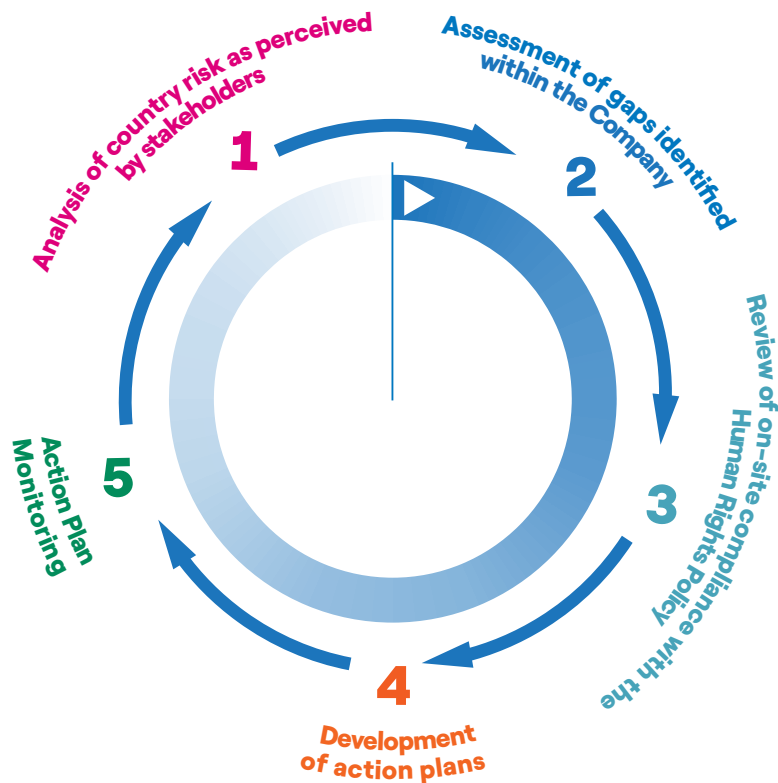 1
Analysis of country risk as perceived
by stakeholders
2
Assessment of gaps identified
within the Company
3
Review of on-site compliance with the
Human Rights Policy
4
Development
of action plans
5
Action Plan
Monitoring